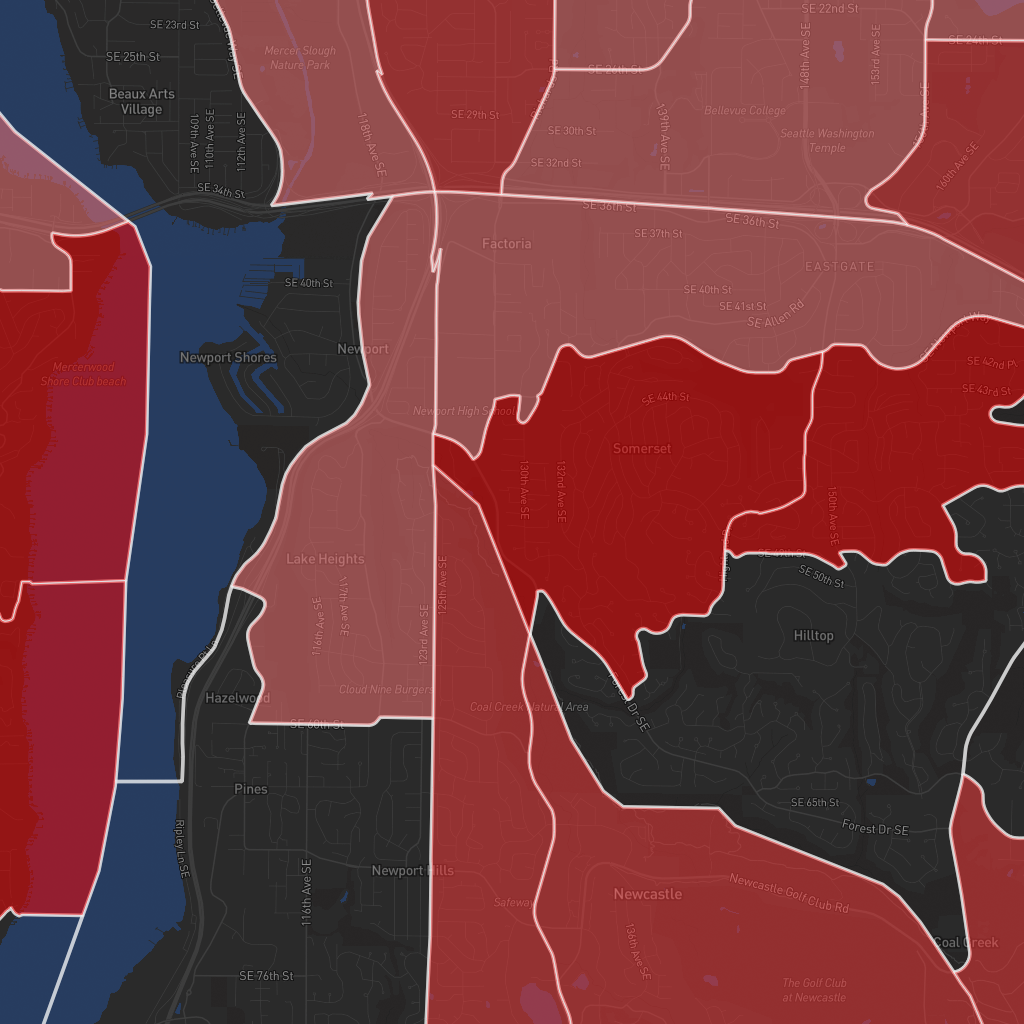 SE 22nd St
SE 23rd St
SE 24th St
Mercer Slough
Nature Park
SE 25th St
148th Ave SE
153rd Ave SE
SE 26th St
Beaux Arts
Village
Bellevue College
SE 29th St
109th Ave SE
110th Ave SE
112th Ave SE
118th Ave SE
SE 30th St
139th Ave SE
Seattle Washington
Temple
160th Ave SE
SE 32nd St
SE 34th St
SE 36th St
SE 36th St
SE 37th St
Factoria
EASTGATE
SE 40th St
SE 40th St
SE 41st St
SE Allen Rd
Newport
Newport Shores
Mercerwood
Shore Club beach
SE 42nd Pl
SE 43rd St
SE 44th St
Newport High School
Somerset
130th Ave SE
132nd Ave SE
150th Ave SE
SE 49th St
SE 50th St
Lake Heights
125th Ave SE
116th Ave SE
117th Ave SE
123rd Ave SE
Hilltop
Hazelwood
Cloud Nine Burgers
Coal Creek Natural Area
Forest Dr SE
SE 60th St
Pines
SE 65th St
Forest Dr SE
Ripley Ln SE
Newport Hills
116th Ave SE
Newcastle
Newcastle Golf Club Rd
Safeway
136th Ave SE
Coal Creek
SE 76th St
The Golf Club
at Newcastle